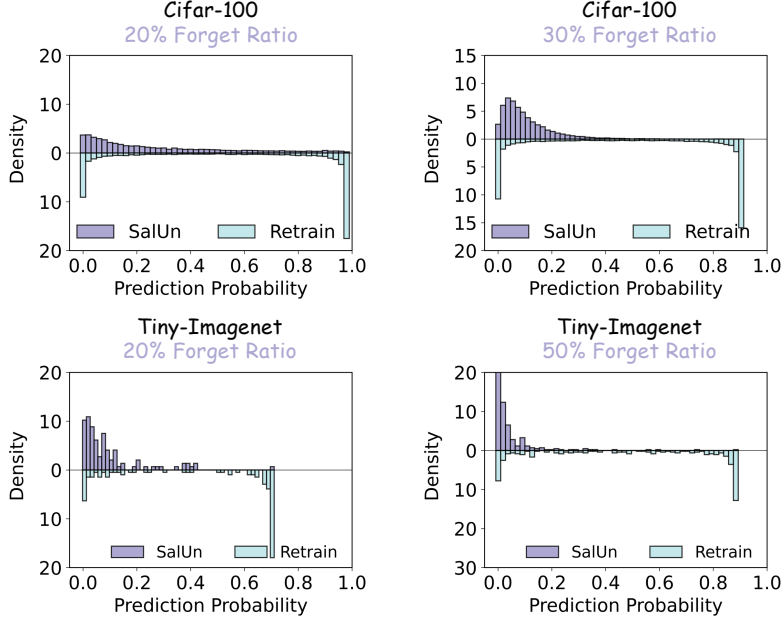 Cifar-100
20% Forget Ratio
20
10
0
10
20
Density
SalUn
Retrain
0.0 0.2 0.4 0.6 0.8 1.0
Prediction Probability
Cifar-100
30% Forget Ratio
15
10
5
0
5
10
15
20
Density
SalUn
Retrain
0.0 0.2 0.4 0.6 0.8 1.0
Prediction Probability
Tiny-Imagenet
20% Forget Ratio
20
10
0
10
20
Density
SalUn
Retrain
0.0 0.2 0.4 0.6 0.8 1.0
Prediction Probability
Tiny-Imagenet
50% Forget Ratio
20
10
0
10
20
30
Density
SalUn
Retrain
0.0 0.2 0.4 0.6 0.8 1.0
Prediction Probability